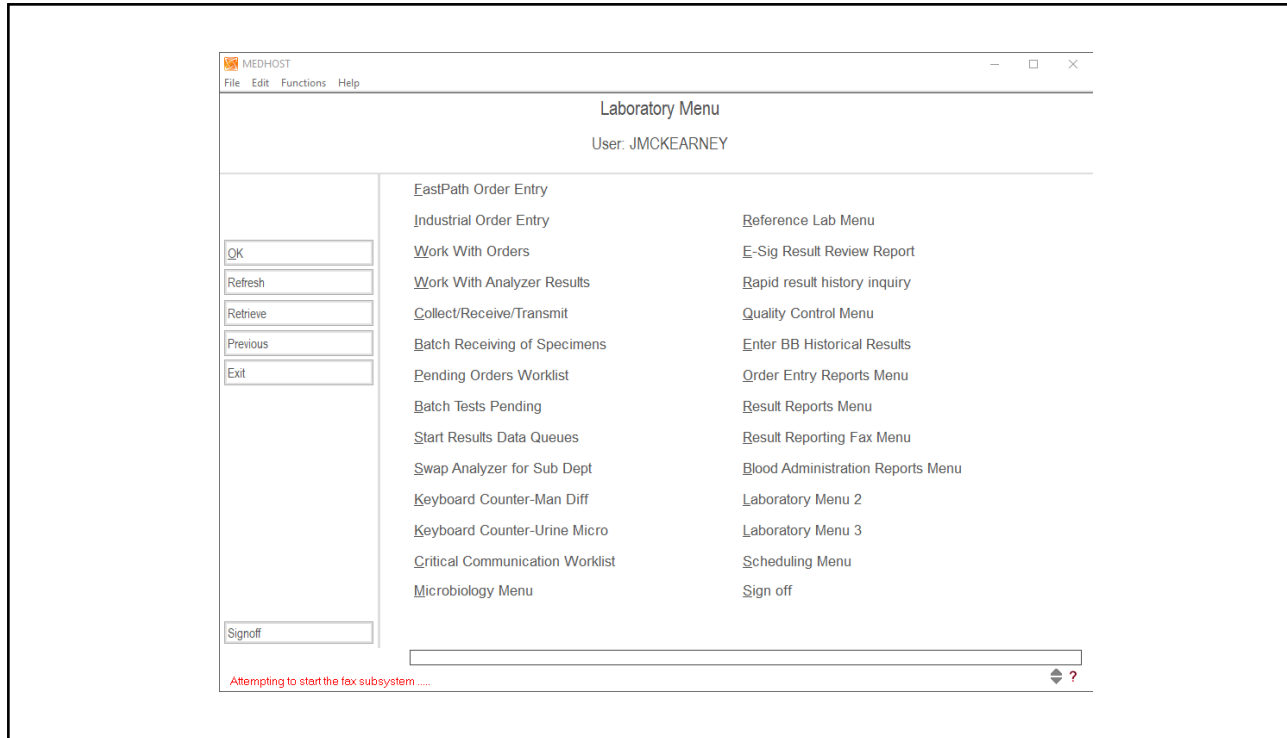 MEDHOST
File Edit Functions Help
Laboratory Menu
User: JMCKEARNEY
OK
Refresh
Retrieve
Previous
Exit
Signoff
FastPath Order Entry
Industrial Order Entry
Work With Orders
Work With Analyzer Results
Collect/Receive/Transmit
Batch Receiving of Specimens
Pending Orders Worklist
Batch Tests Pending
Start Results Data Queues
Swap Analyzer for Sub Dept
Keyboard Counter-Man Diff
Keyboard Counter-Urine Micro
Critical Communication Worklist
Microbiology Menu
Reference Lab Menu
E-Sig Result Review Report
Rapid result history inquiry
Quality Control Menu
Enter BB Historical Results
Order Entry Reports Menu
Result Reports Menu
Result Reporting Fax Menu
Blood Administration Reports Menu
Laboratory Menu 2
Laboratory Menu 3
Scheduling Menu
Sign off
Attempting to start the fax subsystem .....
?